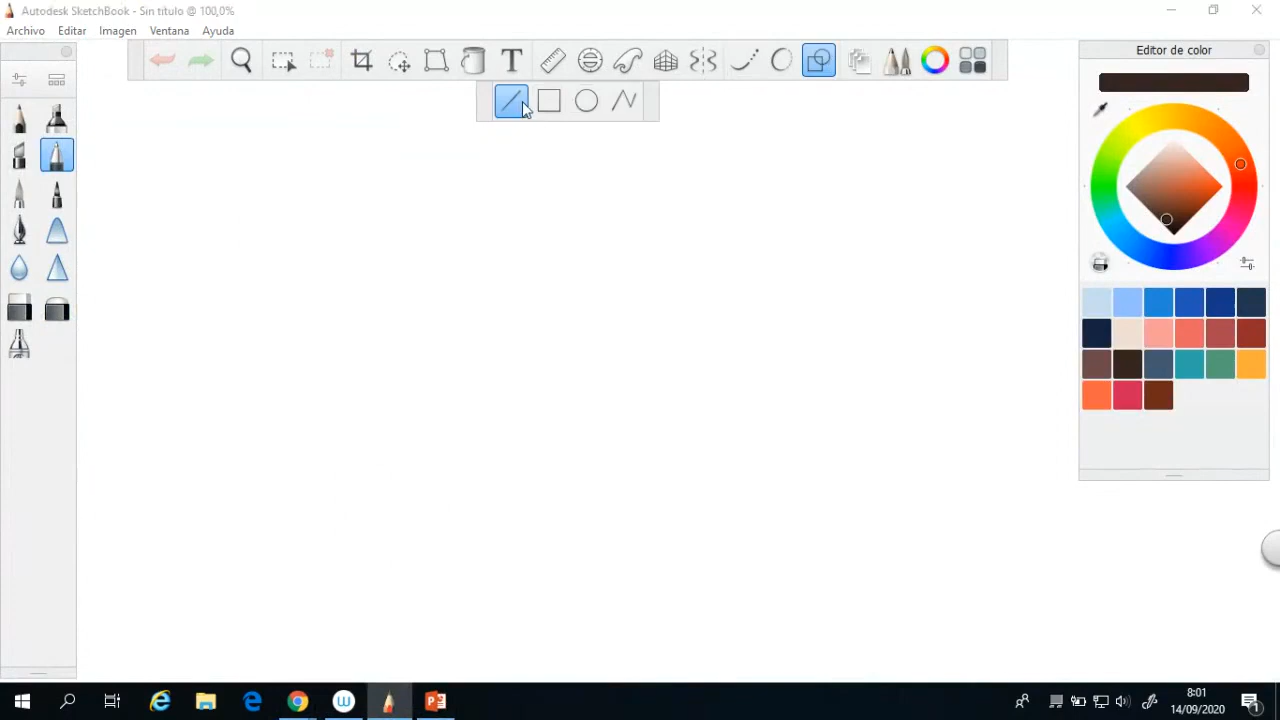 Autodesk SketchBook - Sin título @ 100,0%
Archivo Editar Imagen Ventana Ayuda
Editor de color
T
8:01
14/09/2020
1